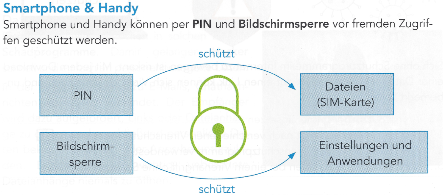 Smartphone & Handy
Smartphone und Handy können per PIN und Bildschirmsperre vor fremden Zugrif-
fen geschützt werden.
schützt
PIN
Dateien
(SIM-Karte)
Bildschirm-
sperre
Einstellungen und
Anwendungen
schützt